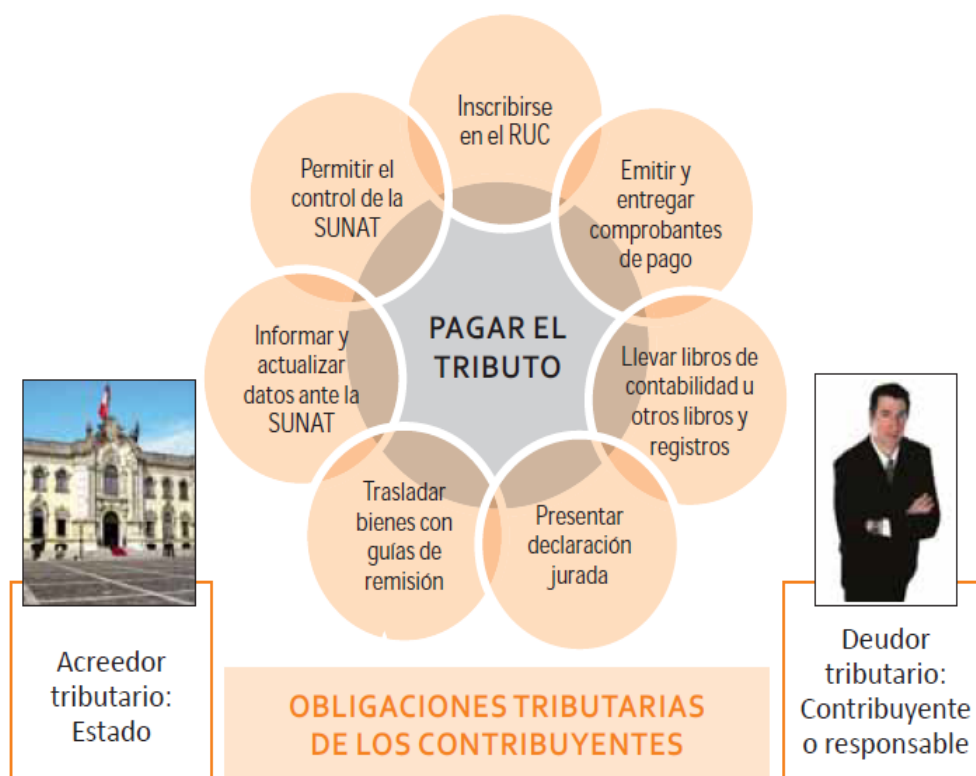 Inscribirse
en el RUC
Emitir y
entregar
comprobantes
de pago
Llevar libros de
contabilidad u
otros libros y
registros
Presentar
declaración
jurada
Trasladar
bienes con
guías de
remisión
Informar y
actualizar
datos ante la
SUNAT
Permitir el
control de la
SUNAT
PAGAR EL
TRIBUTO
Acreedor
tributario:
Estado
OBLIGACIONES TRIBUTARIAS
DE LOS CONTRIBUYENTES
Deudor
tributario:
Contribuyente
o responsable